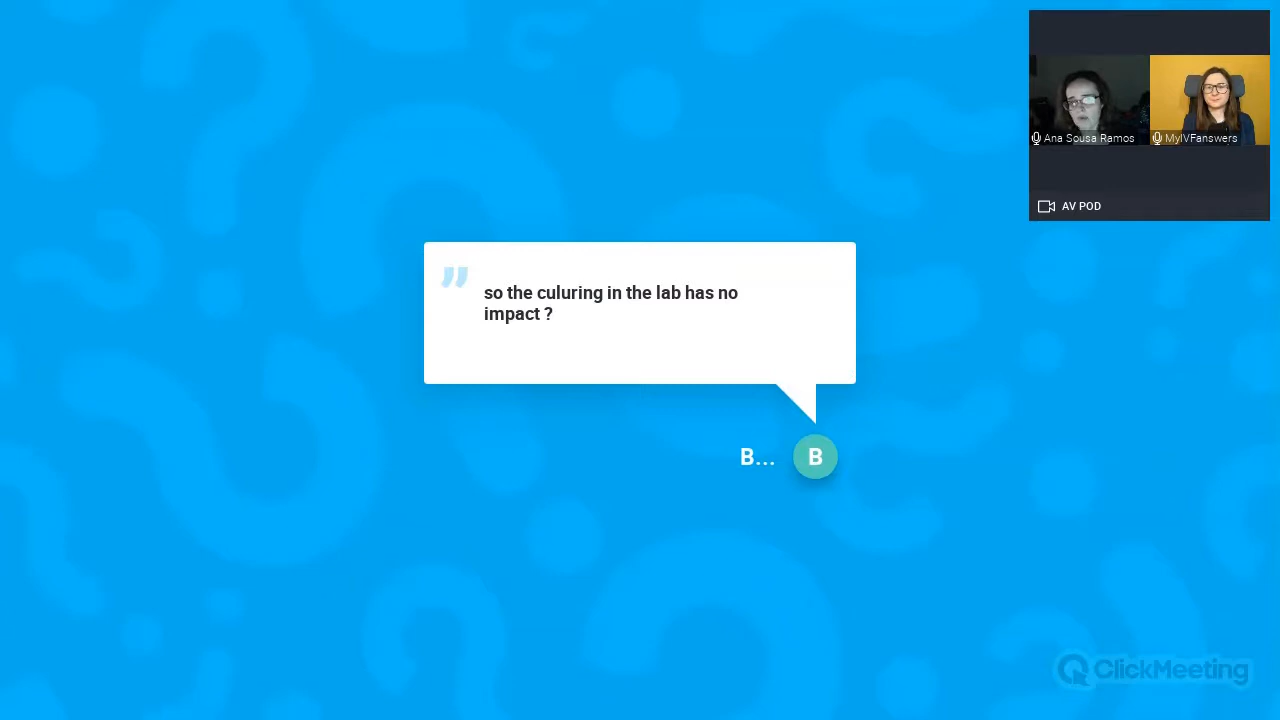 Ana Sousa Ramos
MyIVFanswers
AV POD
" so the culuring in the lab has no
impact ?
B... B
ClickMeeting